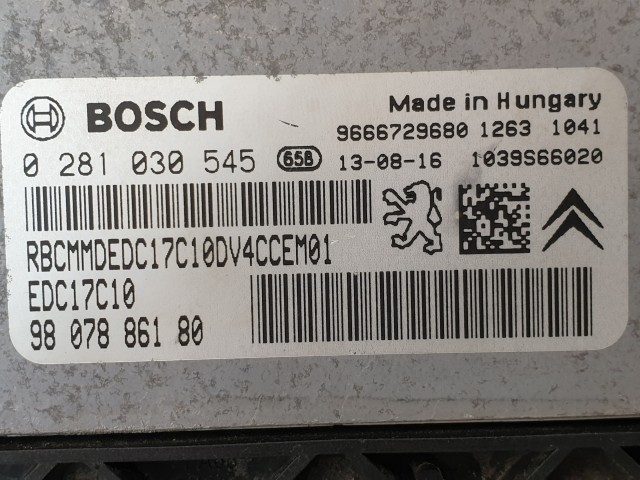 BOSCH
Made in Hungary
9666729680 1263 1041
0 281 030 545 658 13-08-16 1039S66020
RBCMMDEDC17C10DV4CCEM01
EDC17C10
98 078 861 80